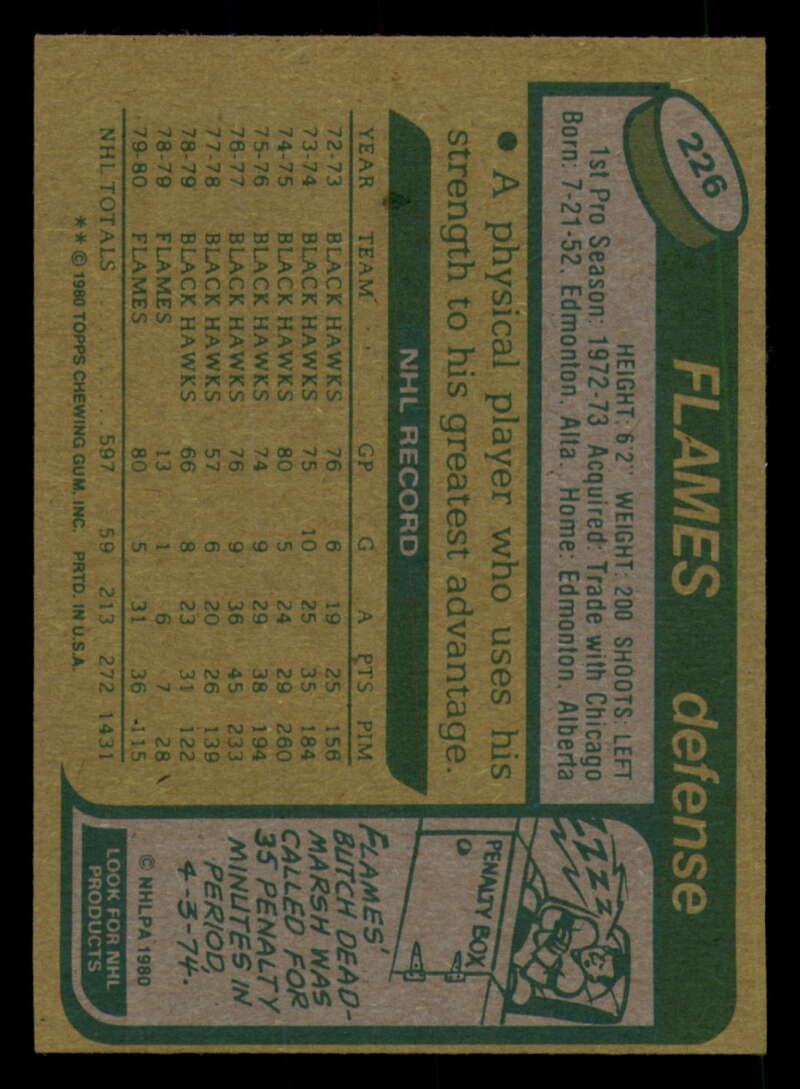 226
FLAMES defense
HEIGHT: 6'2" WEIGHT: 200 SHOOTS: LEFT
1st Pro Season: 1972-73 Acquired: Trade with Chicago
Born: 7-21-52, Edmonton, Alta. Home: Edmonton, Alberta
• A physical player who uses his
strength to his greatest advantage.
NHL RECORD
YEAR TEAM GP G A PTS PIM
72-73 BLACK HAWKS 76 6 19 25 156
73-74 BLACK HAWKS 75 10 25 35 184
74-75 BLACK HAWKS 80 5 24 29 260
75-76 BLACK HAWKS 74 9 29 38 194
76-77 BLACK HAWKS 76 9 36 45 233
77-78 BLACK HAWKS 57 6 20 26 139
78-79 BLACK HAWKS 66 8 23 31 122
78-79 FLAMES 13 1 6 7 28
79-80 FLAMES 80 5 31 36 115
NHL TOTALS 597 59 213 272 1431
** © 1980 TOPPS CHEWING GUM, INC. PRTD. IN U.S.A.
ZZZZ
PENALTY BOX
FLAMES'
BUTCH DEAD-
MARSH WAS
CALLED FOR
35 PENALTY
MINUTES IN
PERIOD,
4-3-74.
© NHLPA 1980
LOOK FOR NHL
PRODUCTS